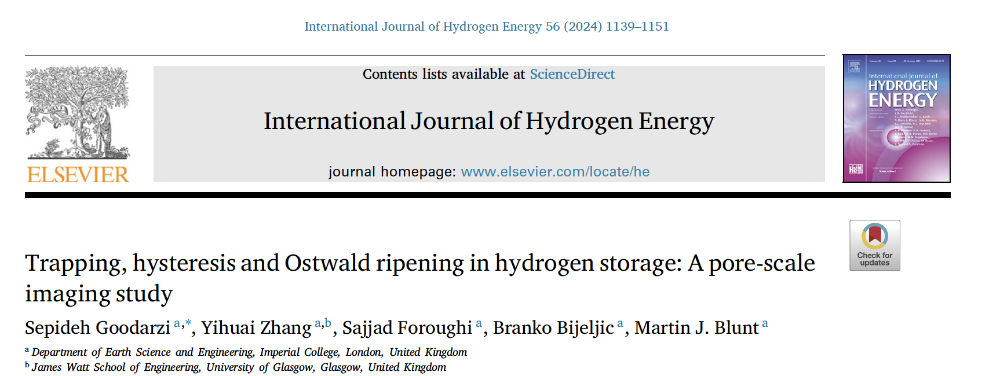 International Journal of Hydrogen Energy 56 (2024) 1139–1151
Contents lists available at ScienceDirect
International Journal of Hydrogen Energy
journal homepage: www.elsevier.com/locate/he
NON SOLUS
ELSEVIER
International Journal of
HYDROGEN
ENERGY
ScienceDirect
Check for
updates
Trapping, hysteresis and Ostwald ripening in hydrogen storage: A pore-scale
imaging study
Sepideh Goodarzi a,*, Yihuai Zhang a,b, Sajjad Foroughi a, Branko Bijeljic a, Martin J. Blunt a
a Department of Earth Science and Engineering, Imperial College, London, United Kingdom
b James Watt School of Engineering, University of Glasgow, Glasgow, United Kingdom